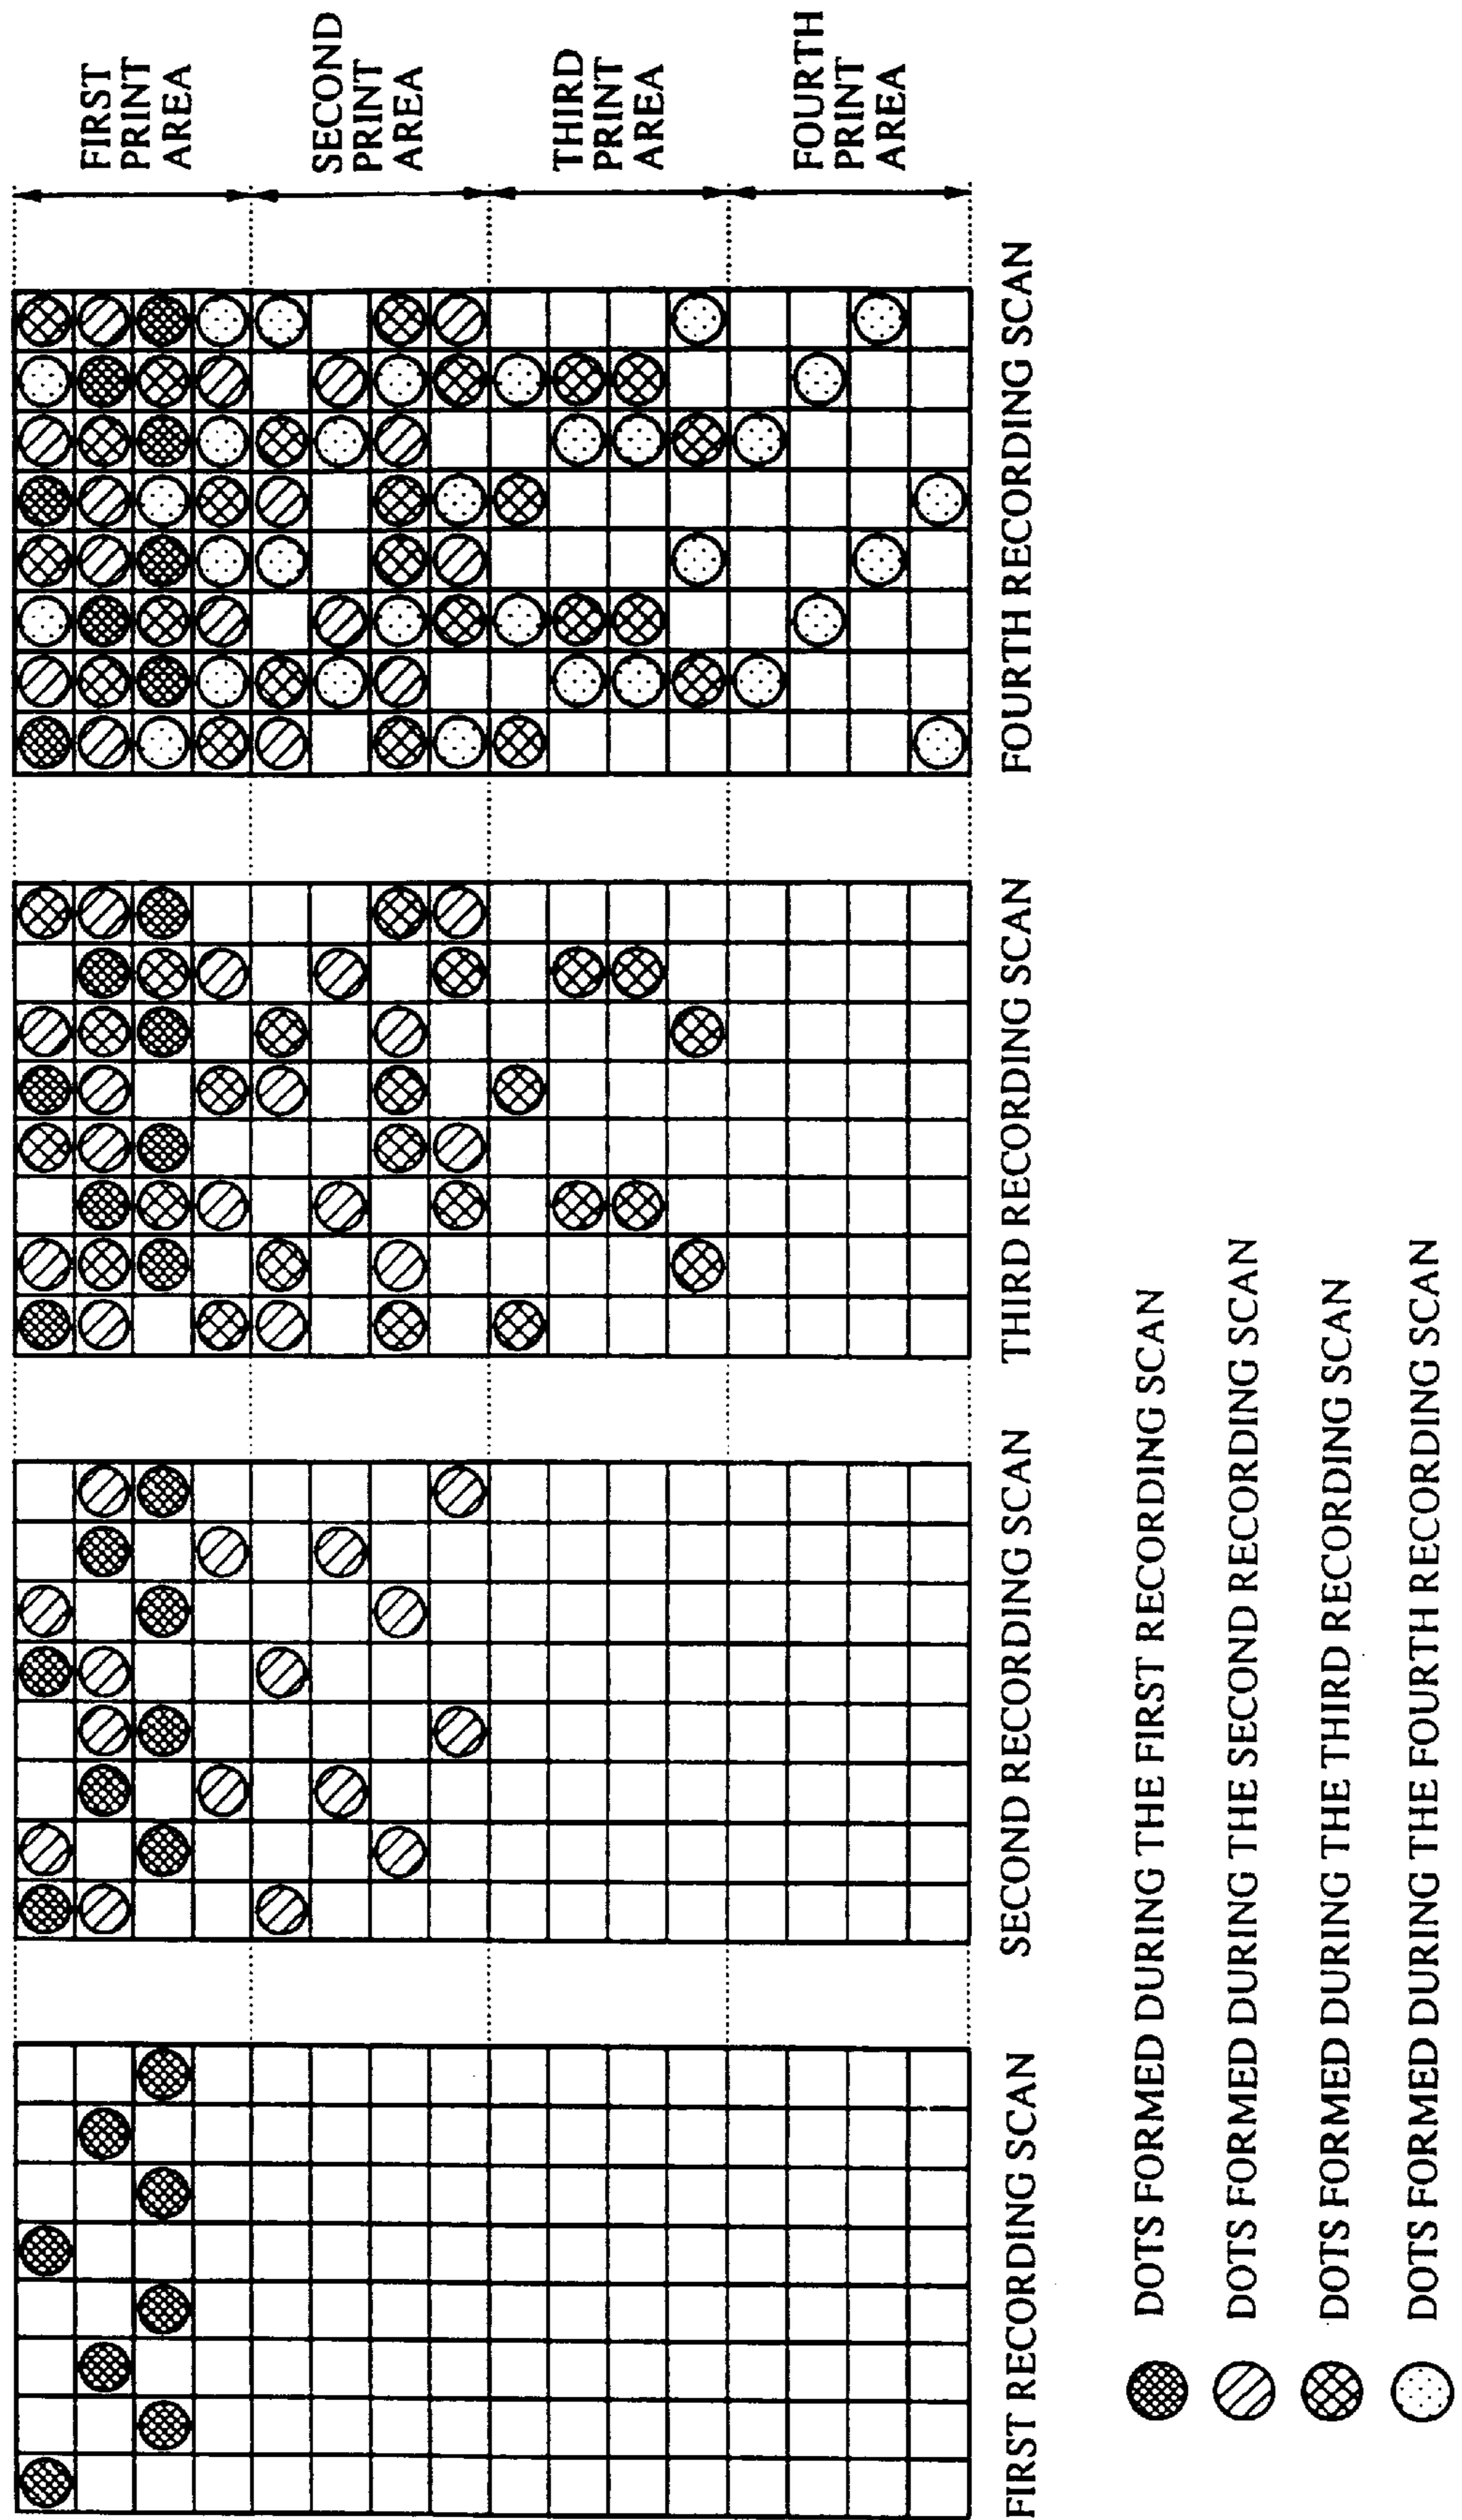 FIRST
PRINT
AREA
SECOND
PRINT
AREA
THIRD
PRINT
AREA
FOURTH
PRINT
AREA
FIRST RECORDING SCAN
SECOND RECORDING SCAN
THIRD RECORDING SCAN
FOURTH RECORDING SCAN
DOTS FORMED DURING THE FIRST RECORDING SCAN
DOTS FORMED DURING THE SECOND RECORDING SCAN
DOTS FORMED DURING THE THIRD RECORDING SCAN
DOTS FORMED DURING THE FOURTH RECORDING SCAN